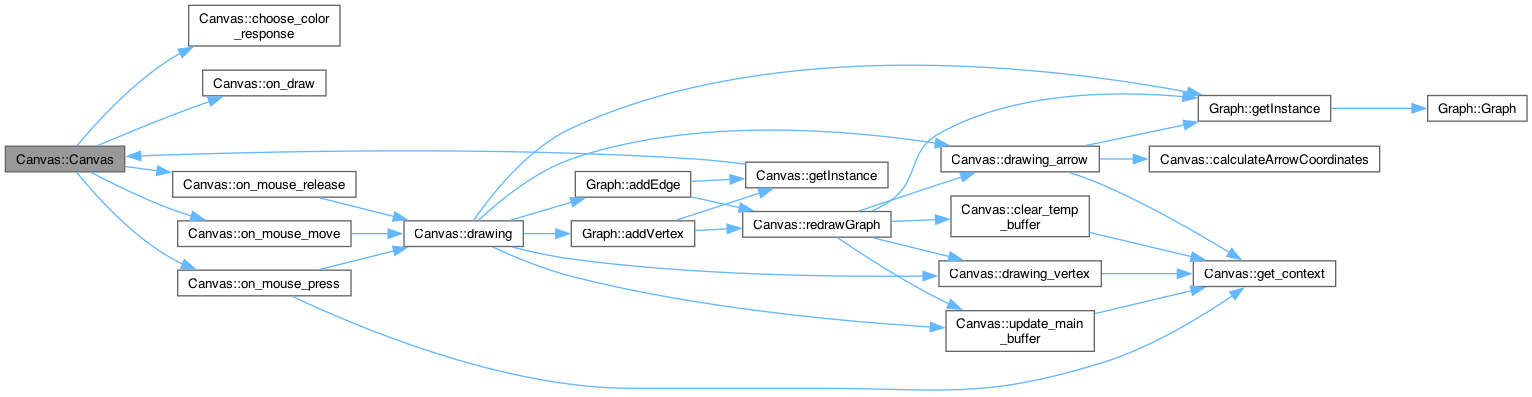 Canvas::choose_color
_response
Canvas::on_draw
Canvas::Canvas
Canvas::on_mouse_release
Canvas::on_mouse_move
Canvas::on_mouse_press
Canvas::drawing
Graph::addEdge
Graph::addVertex
Canvas::getInstance
Canvas::redrawGraph
Canvas::drawing_arrow
Canvas::clear_temp
_buffer
Canvas::drawing_vertex
Canvas::update_main
_buffer
Graph::getInstance
Canvas::calculateArrowCoordinates
Canvas::get_context
Graph::Graph